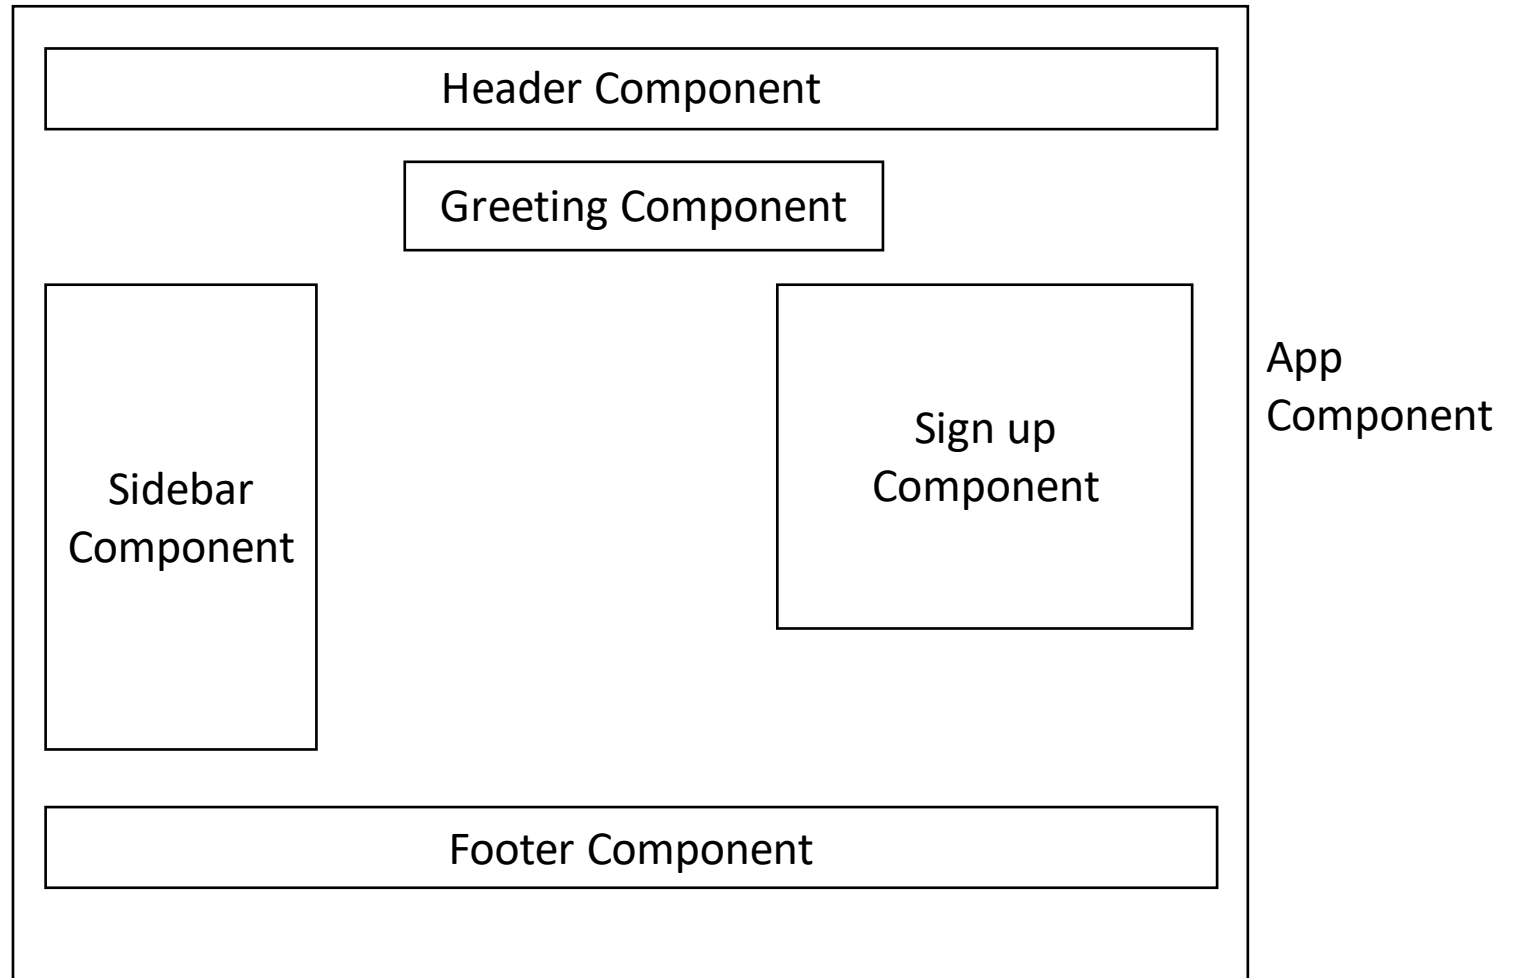 Header Component
Greeting Component
Sidebar
Component
Sign up
Component
App
Component
Footer Component